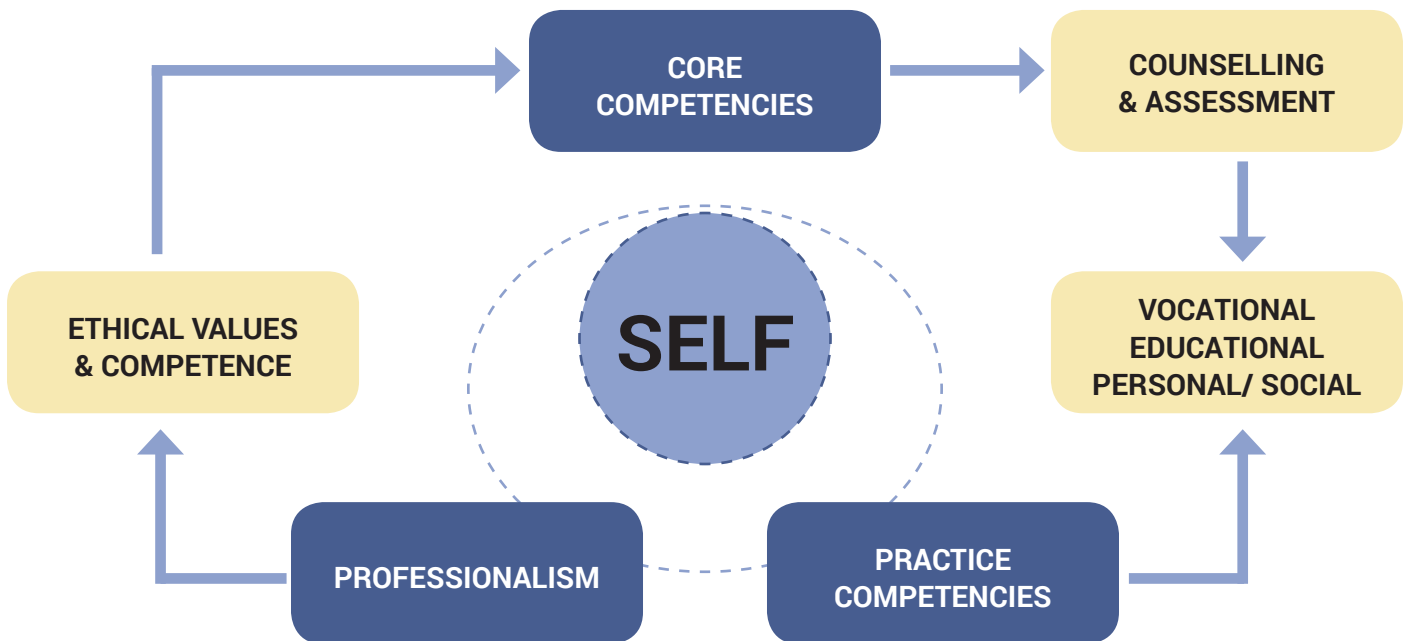 CORE
COMPETENCIES
COUNSELLING
& ASSESSMENT
ETHICAL VALUES
& COMPETENCE
SELF
VOCATIONAL
EDUCATIONAL
PERSONAL/ SOCIAL
PROFESSIONALISM
PRACTICE
COMPETENCIES